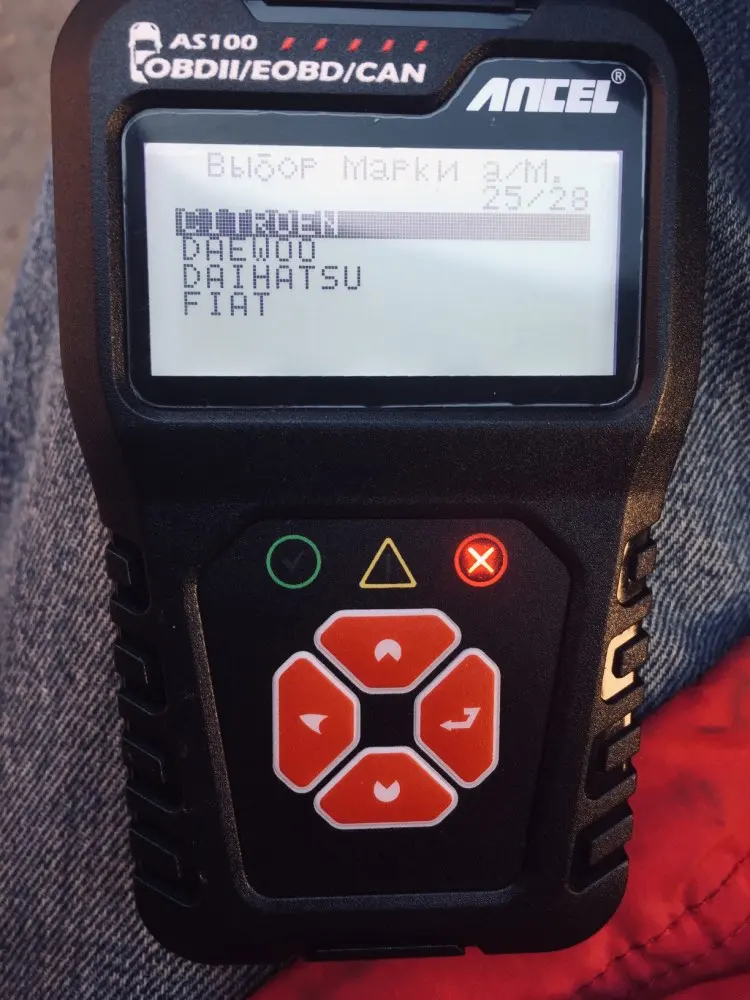 AS100
OBDII/EOBD/CAN
ANCEL®
Выбор Марки а/м.
25/28
CITROEN
DAEWOO
DAIHATSU
FIAT